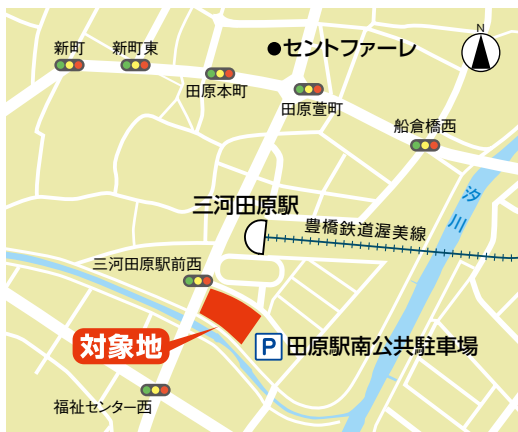 新町
新町東
●セントファーレ
N
田原本町
田原萱町
船倉橋西
汐川
三河田原駅
豊橋鉄道渥美線
三河田原駅前西
対象地
P 田原駅南公共駐車場
福祉センター西